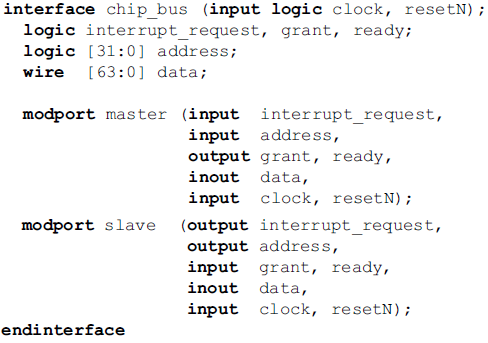 interface chip_bus (input logic clock, resetN);
  logic interrupt_request, grant, ready;
  logic [31:0] address;
  wire  [63:0] data;
  modport master (input  interrupt_request,
                  input  address,
                  output grant, ready,
                  inout  data,
                  input  clock, resetN);
  modport slave  (output interrupt_request,
                  output address,
                  input  grant, ready,
                  inout  data,
                  input  clock, resetN);
endinterface